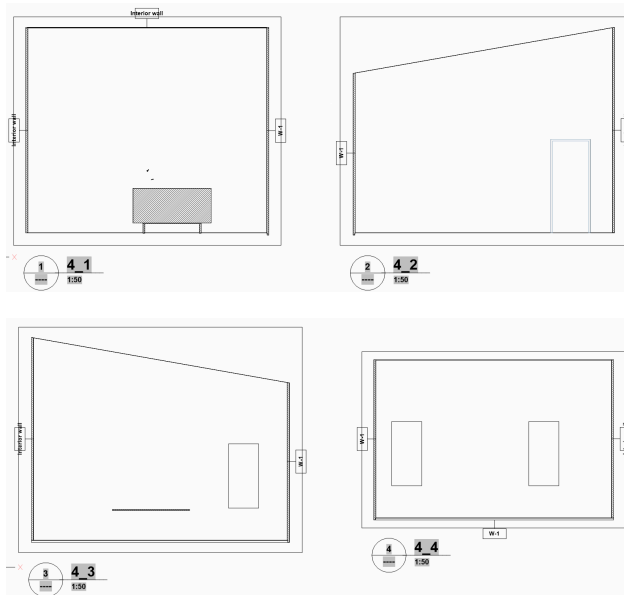 Interior wall
Interior wall
W-1
1
4_1
----
1:50
W-1
2
4_2
----
1:50
Interior wall
W-1
3
4_3
----
1:50
W-1
W-1
4
4_4
----
1:50